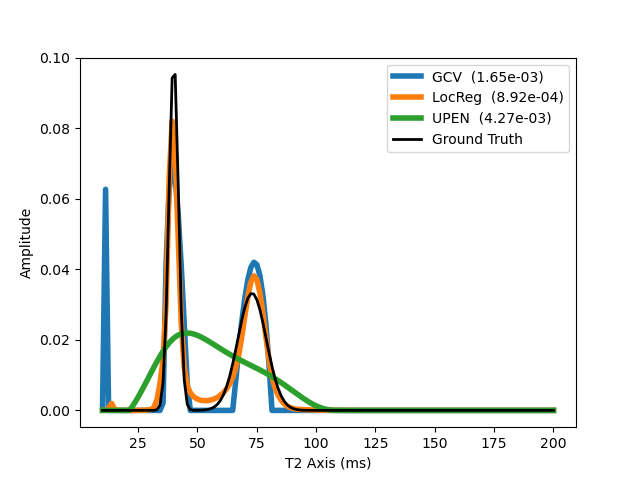 0.10
0.08
0.06
0.04
0.02
0.00
Amplitude
GCV (1.65e-03)
LocReg (8.92e-04)
UPEN (4.27e-03)
Ground Truth
25 50 75 100 125 150 175 200
T2 Axis (ms)